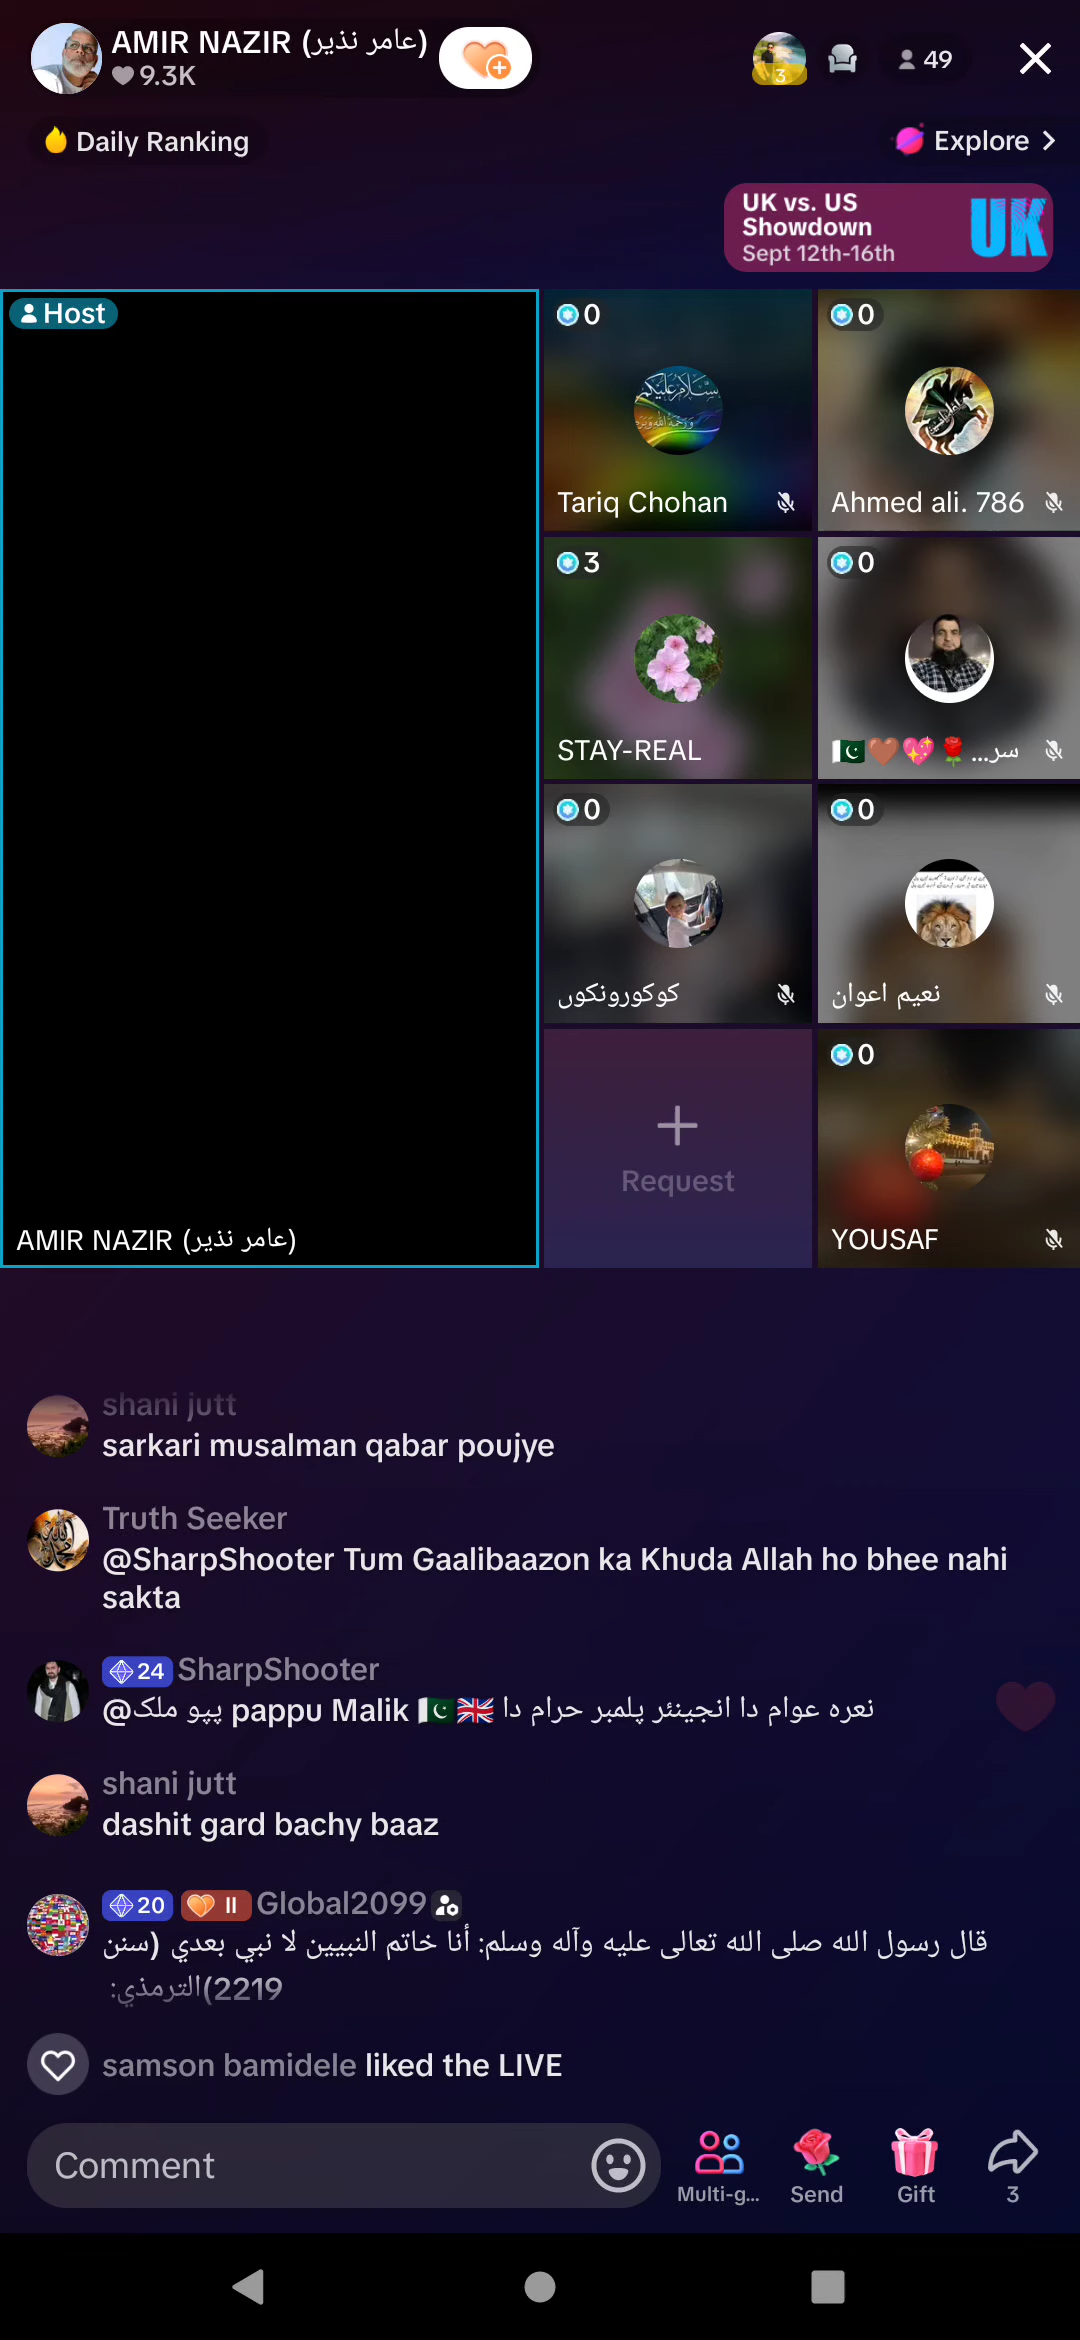 AMIR NAZIR (عامر نذیر)
9.3K
3
49
Daily Ranking
Explore
UK vs. US
Showdown
Sept 12th-16th
UK
Host
0
0
Tariq Chohan
Ahmed ali. 786
3
0
STAY-REAL
سر...
0
0
کوکورونکوں
نعیم اعوان
0
Request
YOUSAF
AMIR NAZIR (عامر نذیر)
shani jutt
sarkari musalman qabar poujye
Truth Seeker
@SharpShooter Tum Gaalibaazon ka Khuda Allah ho bhee nahi
sakta
24 SharpShooter
@پپو ملک pappu Malik 🇵🇰🇬🇧 نعره عوام دا انجینئر پلمبر حرام دا
shani jutt
dashit gard bachy baaz
20 II Global2099
قال رسول الله صلى الله تعالى عليه وآله وسلم: أنا خاتم النبيين لا نبي بعدي (سنن
الترمذي: 2219)
samson bamidele liked the LIVE
Comment
Multi-g...
Send
Gift
3